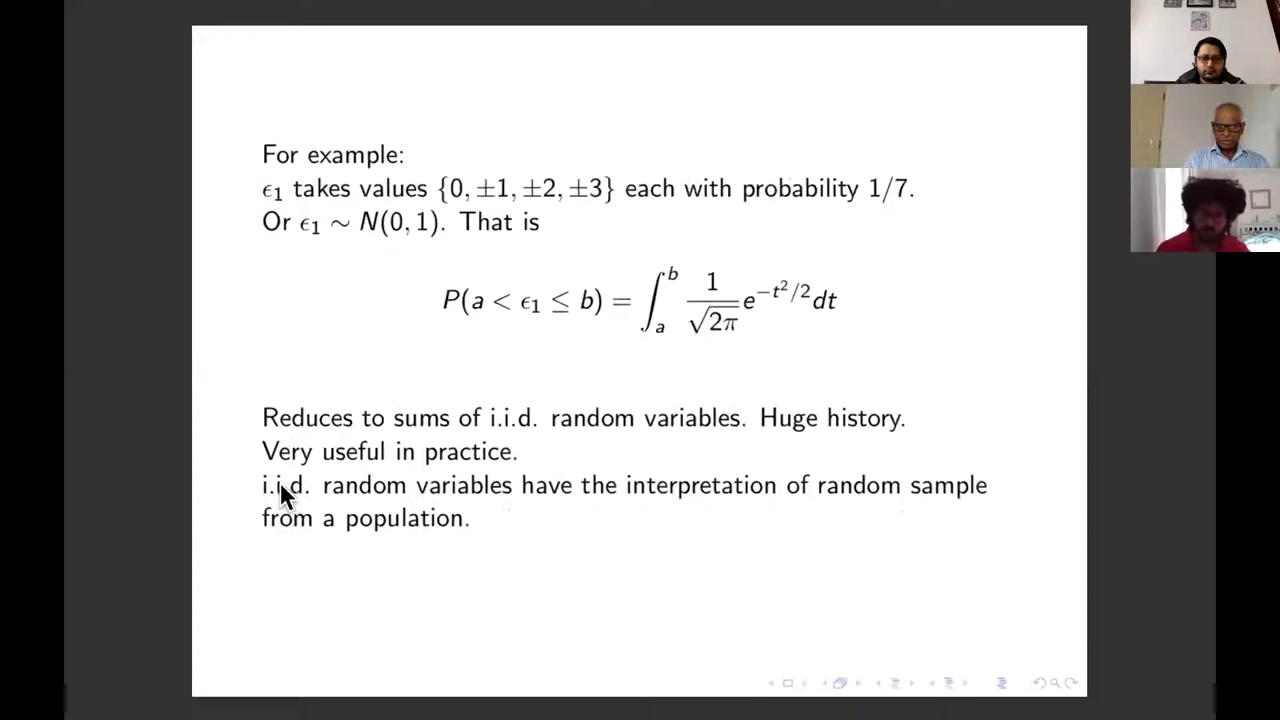 For example:
ϵ₁ takes values {0, ±1, ±2, ±3} each with probability 1/7.
Or ϵ₁ ∼ N(0, 1). That is
P(a < ϵ₁ ≤ b) = ∫ₐᵇ 1/√2π e^{−t²/2} dt
Reduces to sums of i.i.d. random variables. Huge history.
Very useful in practice.
i.i.d. random variables have the interpretation of random sample
from a population.